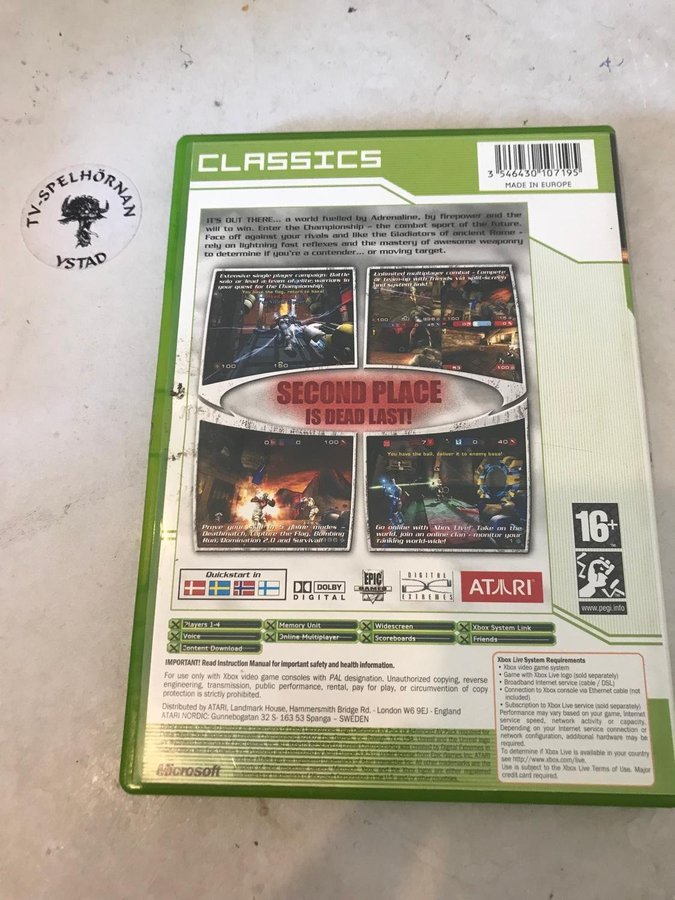 TV-SPELHÖRNAN
YSTAD
CLASSICS
3 546430 107195
MADE IN EUROPE
IT'S OUT THERE... a world fuelled by Adrenaline, by firepower and the
will to win. Enter the Championship - the combat sport of the future.
Face off against your rivals and like the Gladiators of ancient Rome -
rely on lightning fast reflexes and the mastery of awesome weaponry
to determine if you're a contender... or moving target.
Extensive single player campaign: Battle
solo or lead a team of elite warriors in
your quest for the Championship.
You have the flag, return to base!
+100
Unlimited multiplayer combat - Compete
or team-up with friends via split-screen
and system link!
SECOND PLACE
IS DEAD LAST!
Prove your skill in 5 game modes -
Deathmatch, Capture the Flag, Bombing
Run, Domination 2.0 and Survival!
You have the ball, deliver it to enemy base!
Go online with Xbox Live! Take on the
world, join an online clan - monitor your
ranking world-wide!
16+
www.pegi.info
Quickstart in
DOLBY
DIGITAL
EPIC
GAMES
DIGITAL
EXTREMES
ATARI
Players 1-4
Memory Unit
Widescreen
Xbox System Link
Voice
Online Multiplayer
Scoreboards
Friends
Content Download
IMPORTANT! Read Instruction Manual for important safety and health information.
For use only with Xbox video game consoles with PAL designation. Unauthorized copying, reverse
engineering, transmission, public performance, rental, pay for play, or circumvention of copy
protection is strictly prohibited.
Distributed by ATARI, Landmark House, Hammersmith Bridge Rd. - London W6 9EJ - England
ATARI NORDIC: Gunnebogatan 32 S- 163 53 Spanga - SWEDEN
Microsoft
Xbox Live System Requirements
• Xbox video game system
• Game with Xbox Live logo (sold separately)
• Broadband Internet service (cable / DSL)
• Connection to Xbox console via Ethernet cable (not
included)
• Subscription to Xbox Live service (sold separately)
Performance may vary based on your game, Internet
service speed, network activity or capacity.
Depending on your Internet service connection or
network configuration, additional hardware may be
required.
To determine if Xbox Live is available in your country
see http://www.xbox.com/live.
Use is subject to the Xbox Live Terms of Use. Major
credit card required.